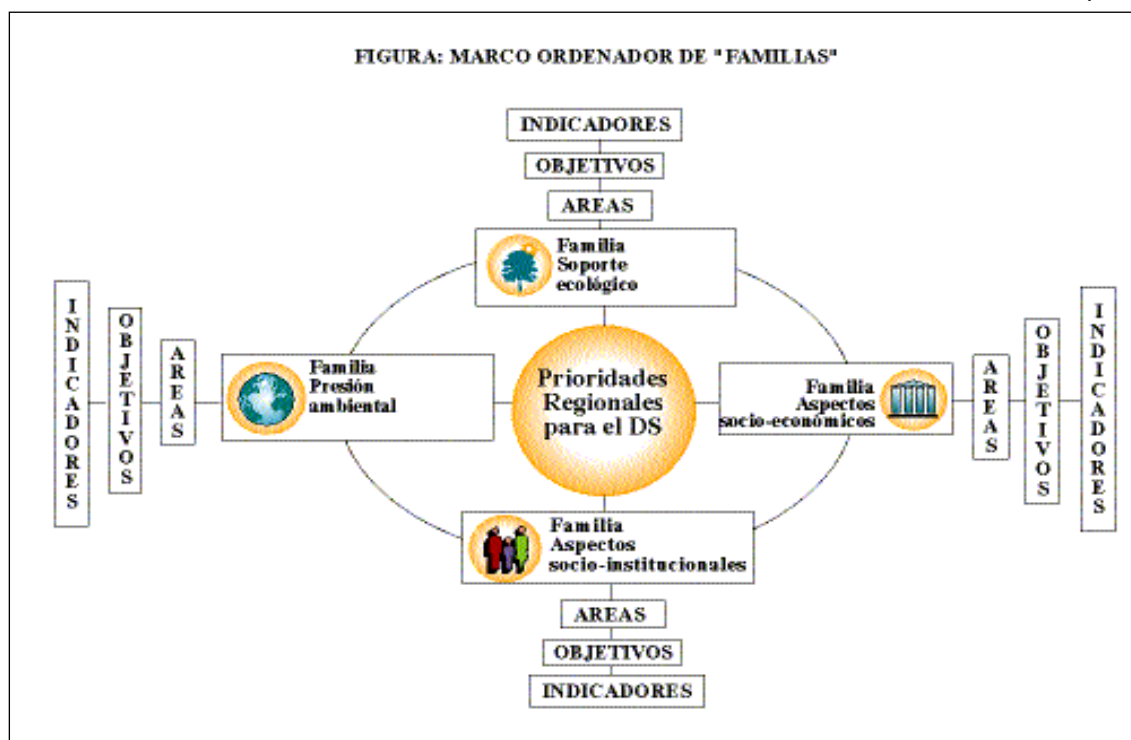 FIGURA: MARCO ORDENADOR DE "FAMILIAS"
INDICADORES
OBJETIVOS
AREAS
Familia
Soporte
ecológico
INDICADORES
OBJETIVOS
AREAS
Familia
Presión
ambiental
Prioridades
Regionales
para el DS
Familia
Aspectos
socio-económicos
AREAS
OBJETIVOS
INDICADORES
Familia
Aspectos
socio-institucionales
AREAS
OBJETIVOS
INDICADORES